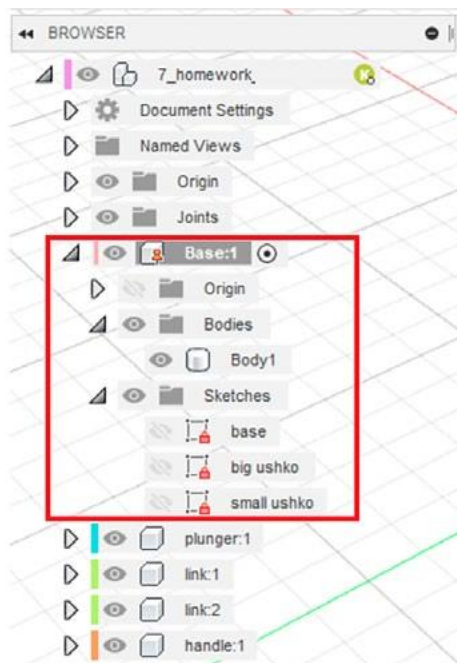 BROWSER
7_homework_
Document Settings
Named Views
Origin
Joints
Base:1
Origin
Bodies
Body1
Sketches
base
big ushko
small ushko
plunger:1
link:1
link:2
handle:1